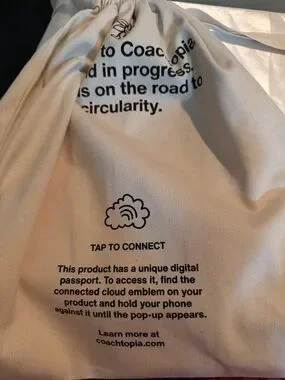 to Coachtopia
d in progress.
is on the road to
circularity.
TAP TO CONNECT
This product has a unique digital
passport. To access it, find the
connected cloud emblem on your
product and hold your phone
against it until the pop-up appears.
Learn more at
coachtopia.com